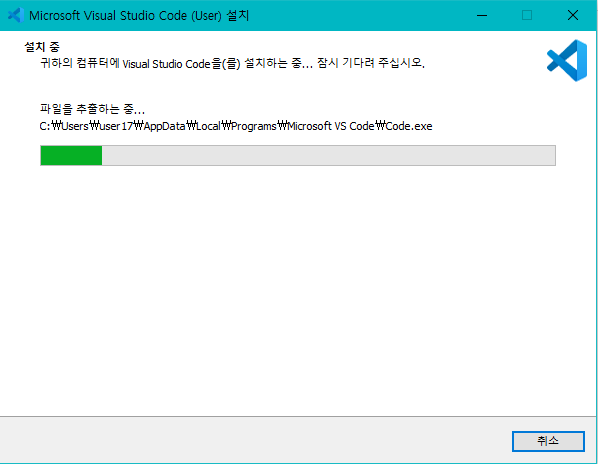 Microsoft Visual Studio Code (User) 설치
설치 중
귀하의 컴퓨터에 Visual Studio Code을(를) 설치하는 중... 잠시 기다려 주십시오.
파일을 추출하는 중...
C:₩Users₩user17₩AppData₩Local₩Programs₩Microsoft VS Code₩Code.exe
취소